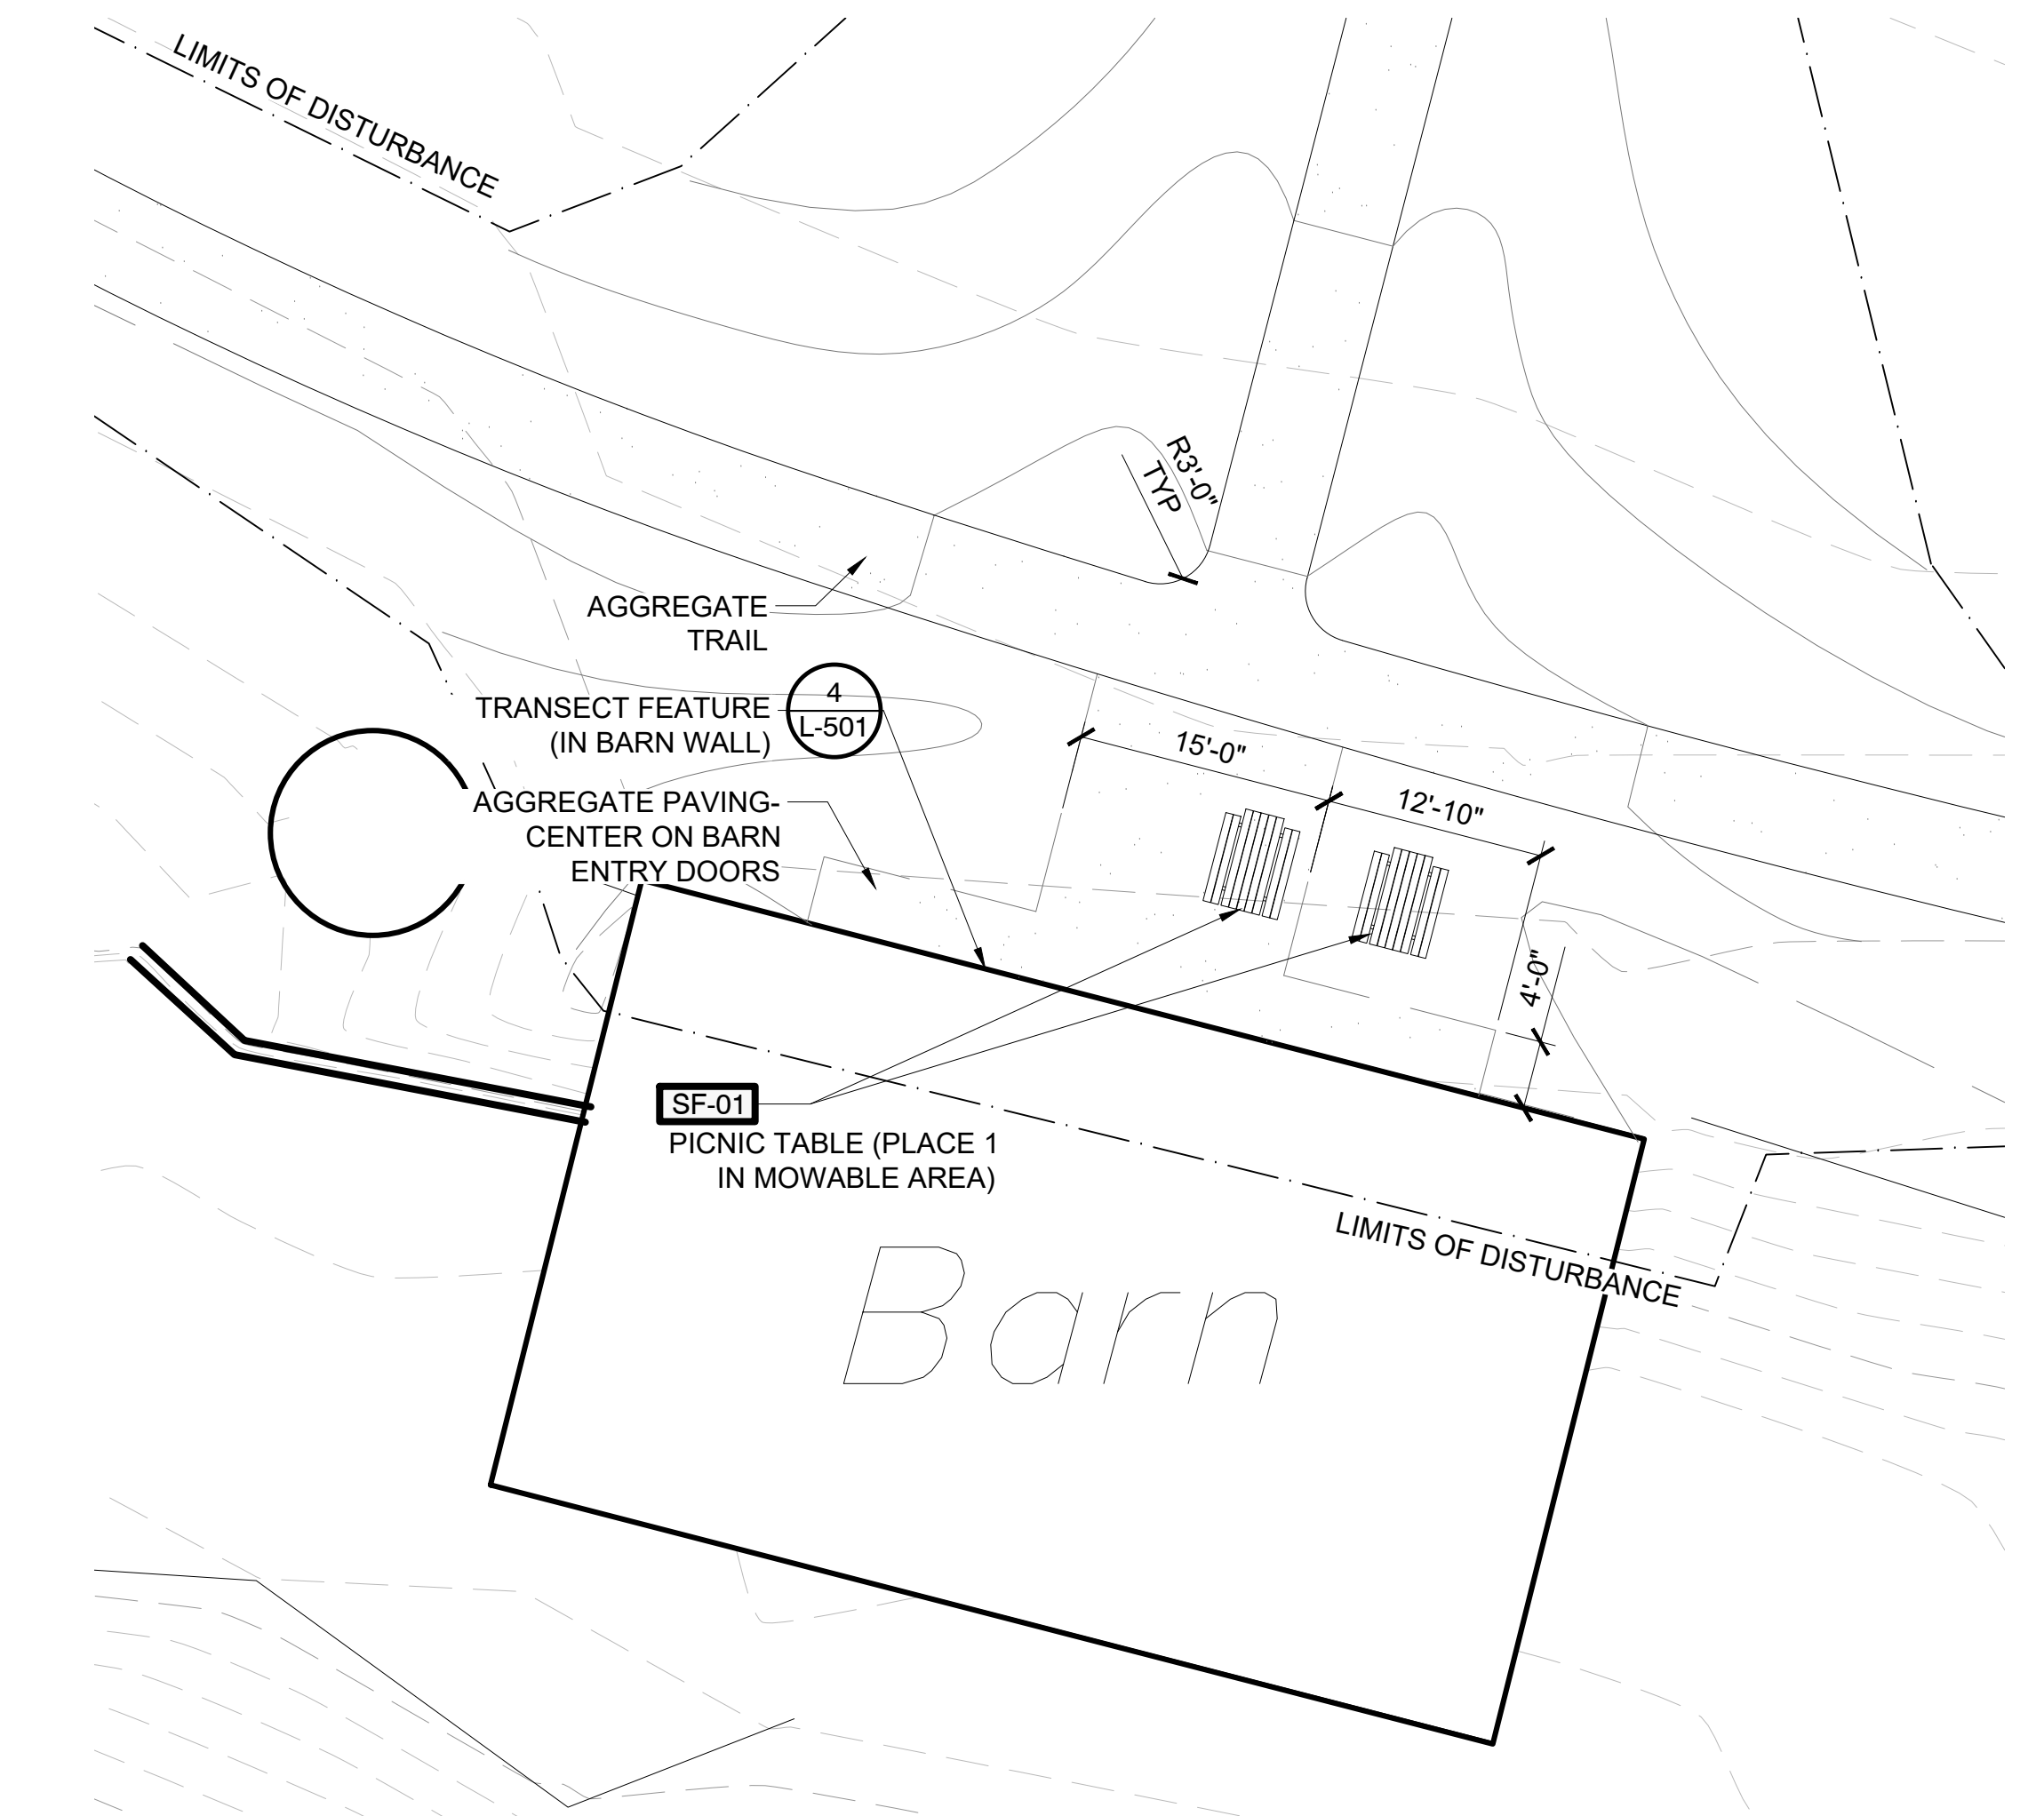 LIMITS OF DISTURBANCE
R3'-0"
TYP
AGGREGATE
TRAIL
TRANSECT FEATURE
(IN BARN WALL)
4
L-501
15'-0"
12'-10"
AGGREGATE PAVING-
CENTER ON BARN
ENTRY DOORS
4'-0"
SF-01
PICNIC TABLE (PLACE 1
IN MOWABLE AREA)
LIMITS OF DISTURBANCE
Barn